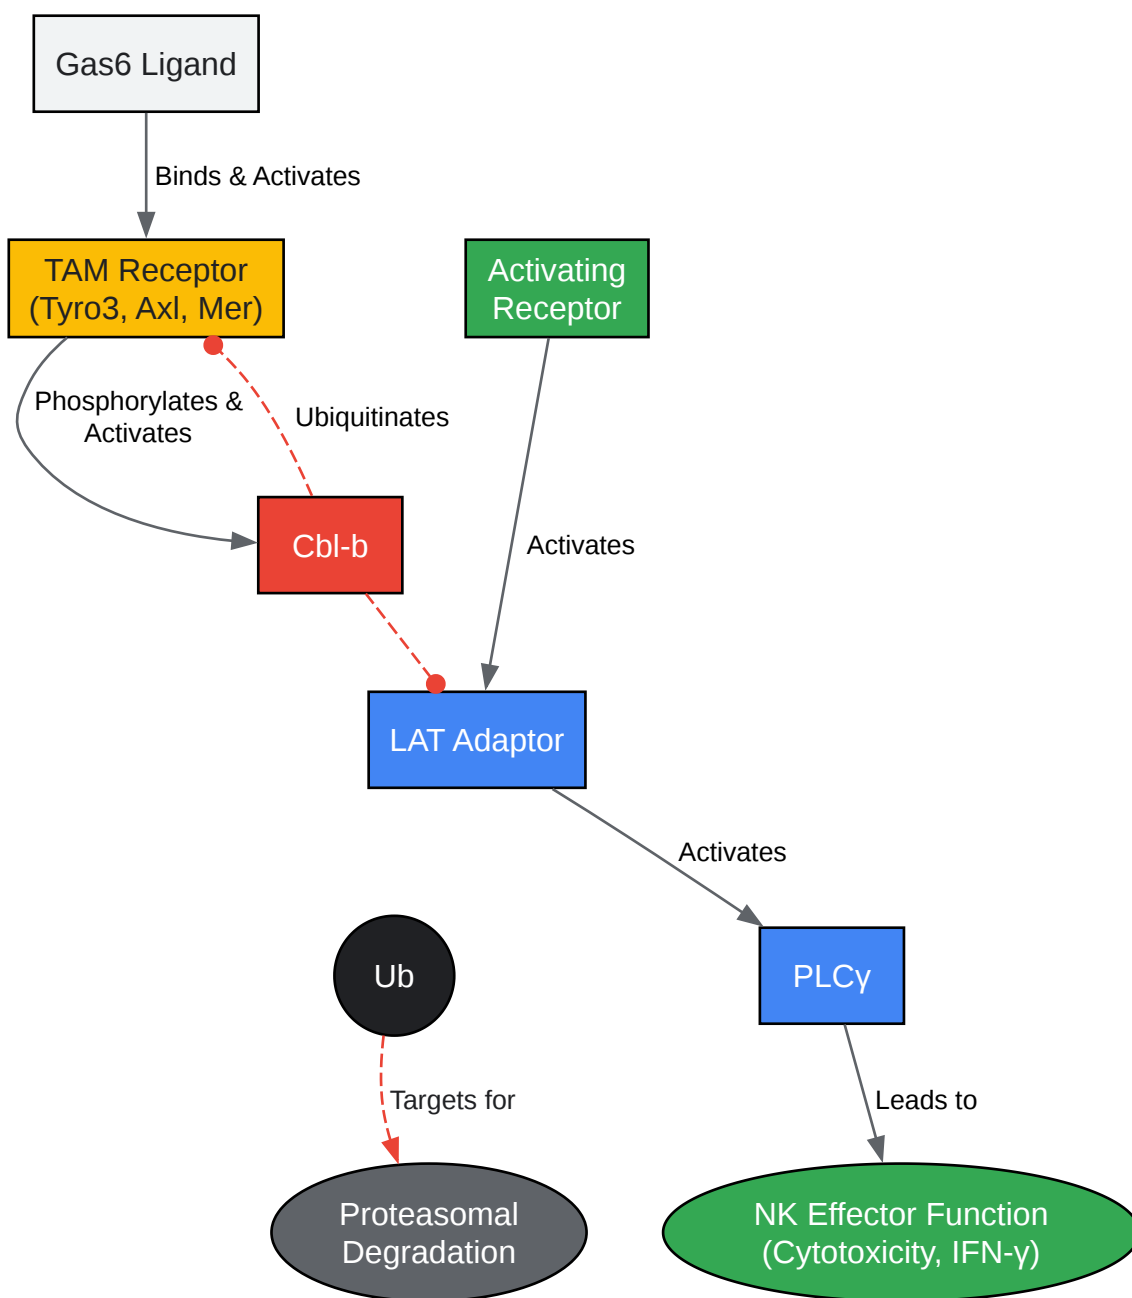 Gas6 Ligand
Binds & Activates
TAM Receptor
(Tyro3, Axl, Mer)
Activating
Receptor
Phosphorylates &
Activates
Ubiquitinates
Cbl-b
Activates
LAT Adaptor
Activates
Ub
PLCγ
Targets for
Leads to
Proteasomal
Degradation
NK Effector Function
(Cytotoxicity, IFN-γ)